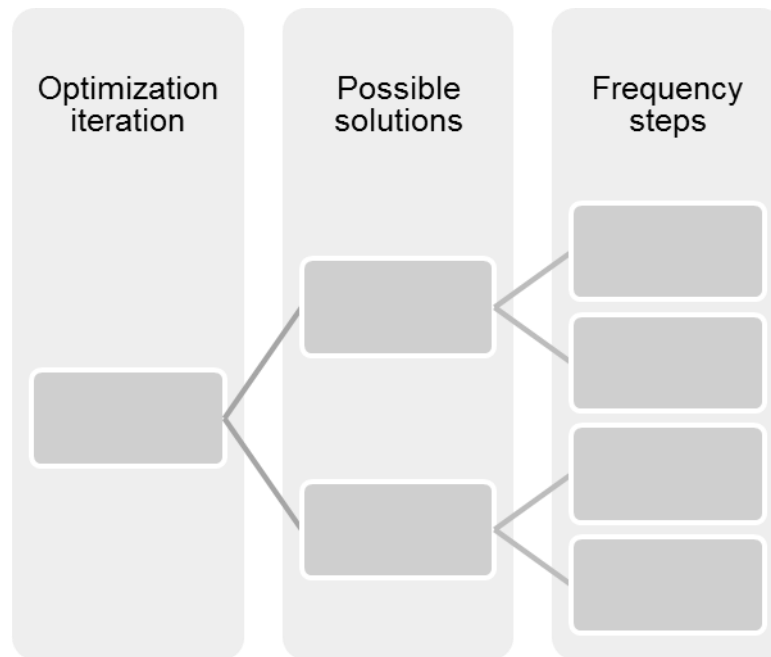 Optimization
iteration
Possible
solutions
Frequency
steps